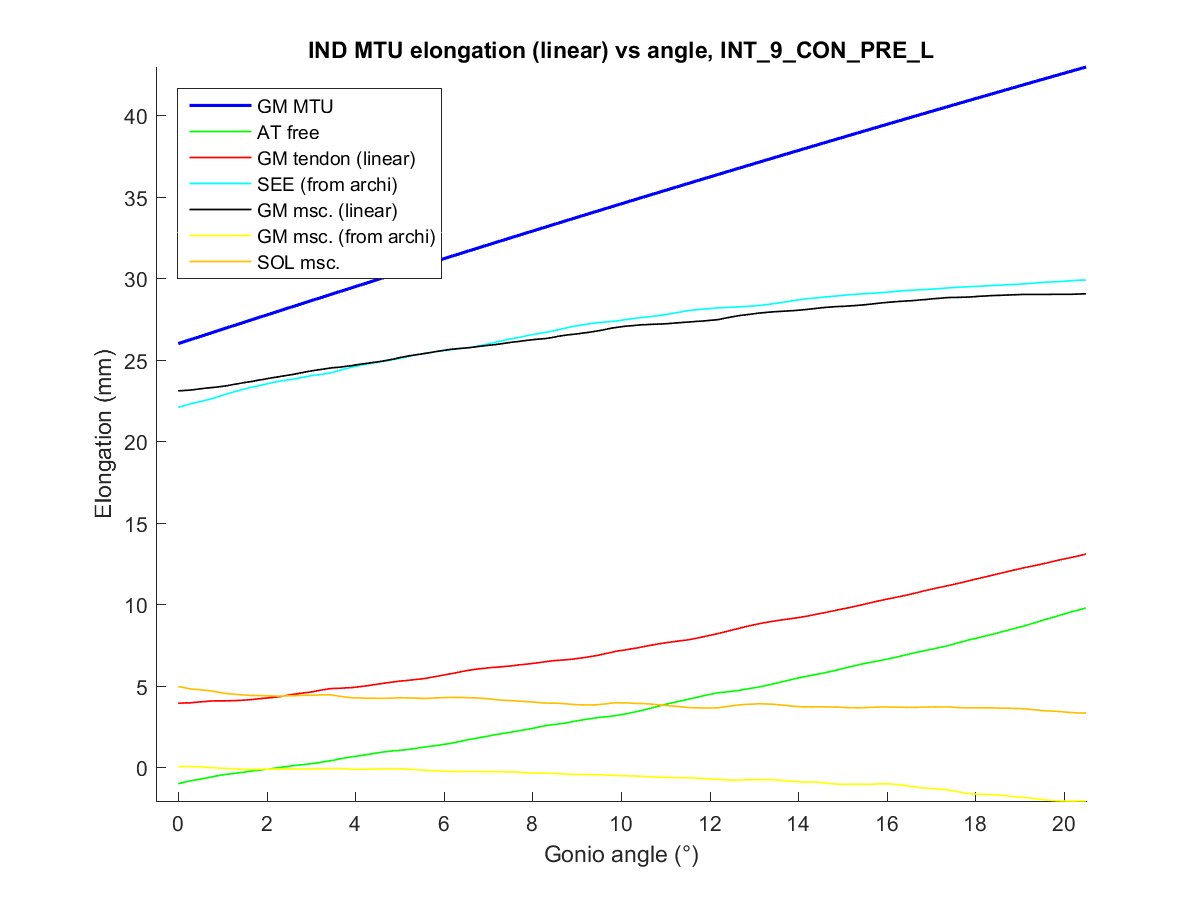 IND MTU elongation (linear) vs angle, INT_9_CON_PRE_L
GM MTU
AT free
GM tendon (linear)
SEE (from archi)
GM msc. (linear)
GM msc. (from archi)
SOL msc.
Elongation (mm)
40
35
30
25
20
15
10
5
0
0 2 4 6 8 10 12 14 16 18 20
Gonio angle (°)